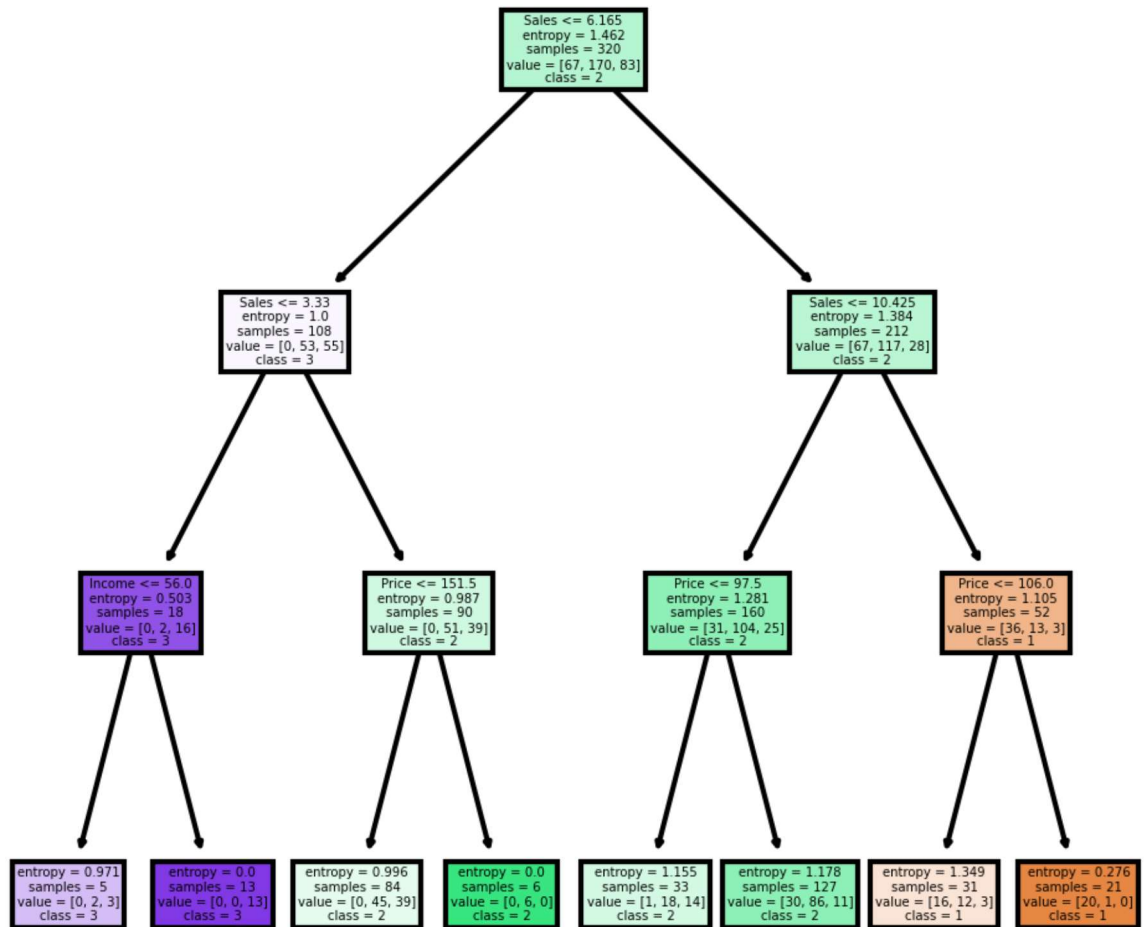 Sales <= 6.165
entropy = 1.462
samples = 320
value = [67, 170, 83]
class = 2
Sales <= 3.33
entropy = 1.0
samples = 108
value = [0, 53, 55]
class = 3
Sales <= 10.425
entropy = 1.384
samples = 212
value = [67, 117, 28]
class = 2
Income <= 56.0
entropy = 0.503
samples = 18
value = [0, 2, 16]
class = 3
Price <= 151.5
entropy = 0.987
samples = 90
value = [0, 51, 39]
class = 2
Price <= 97.5
entropy = 1.281
samples = 160
value = [31, 104, 25]
class = 2
Price <= 106.0
entropy = 1.105
samples = 52
value = [36, 13, 3]
class = 1
entropy = 0.971
samples = 5
value = [0, 2, 3]
class = 3
entropy = 0.0
samples = 13
value = [0, 0, 13]
class = 3
entropy = 0.996
samples = 84
value = [0, 45, 39]
class = 2
entropy = 0.0
samples = 6
value = [0, 6, 0]
class = 2
entropy = 1.155
samples = 33
value = [1, 18, 14]
class = 2
entropy = 1.178
samples = 127
value = [30, 86, 11]
class = 2
entropy = 1.349
samples = 31
value = [16, 12, 3]
class = 1
entropy = 0.276
samples = 21
value = [20, 1, 0]
class = 1